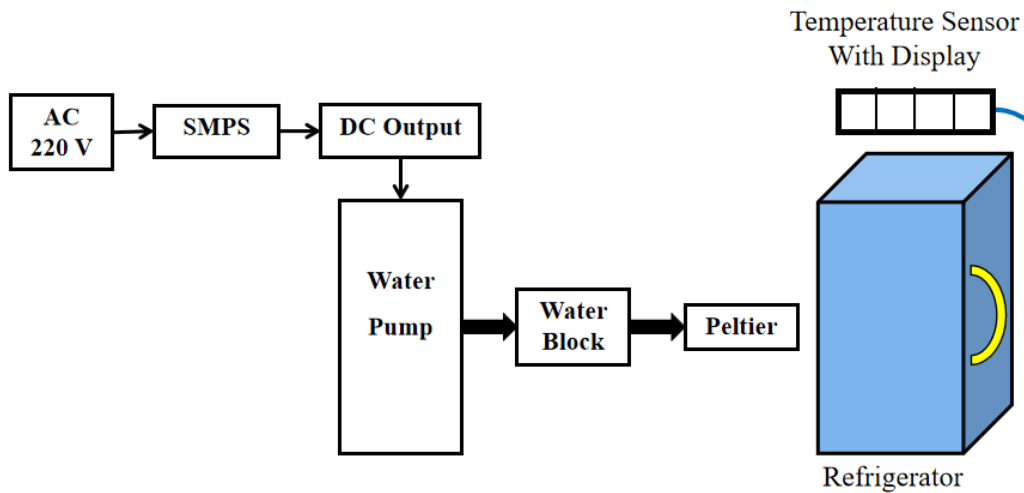 Temperature Sensor
With Display
AC
220 V
SMPS
DC Output
Water
Pump
Water
Block
Peltier
Refrigerator